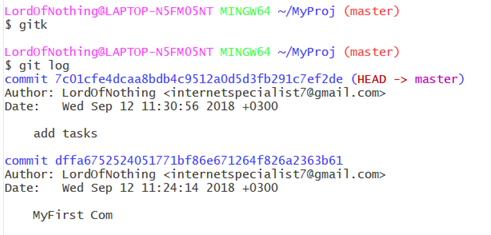 LordOfNothing@LAPTOP-N5FM05NT MINGW64 ~/MyProj (master)
$ gitk
LordOfNothing@LAPTOP-N5FM05NT MINGW64 ~/MyProj (master)
$ git log
commit 7c01cfe4dcaa8bdb4c9512a0d5d3fb291c7ef2de (HEAD -> master)
Author: LordOfNothing <internetspecialist7@gmail.com>
Date:   Wed Sep 12 11:30:56 2018 +0300
    add tasks
commit dffa6752524051771bf86e671264f826a2363b61
Author: LordOfNothing <internetspecialist7@gmail.com>
Date:   Wed Sep 12 11:24:14 2018 +0300
    MyFirst Com